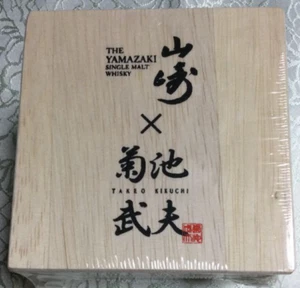 THE
YAMAZAKI
SINGLE MALT
WHISKY
山崎
×
菊池
TAKEO KIKUCHI
武夫